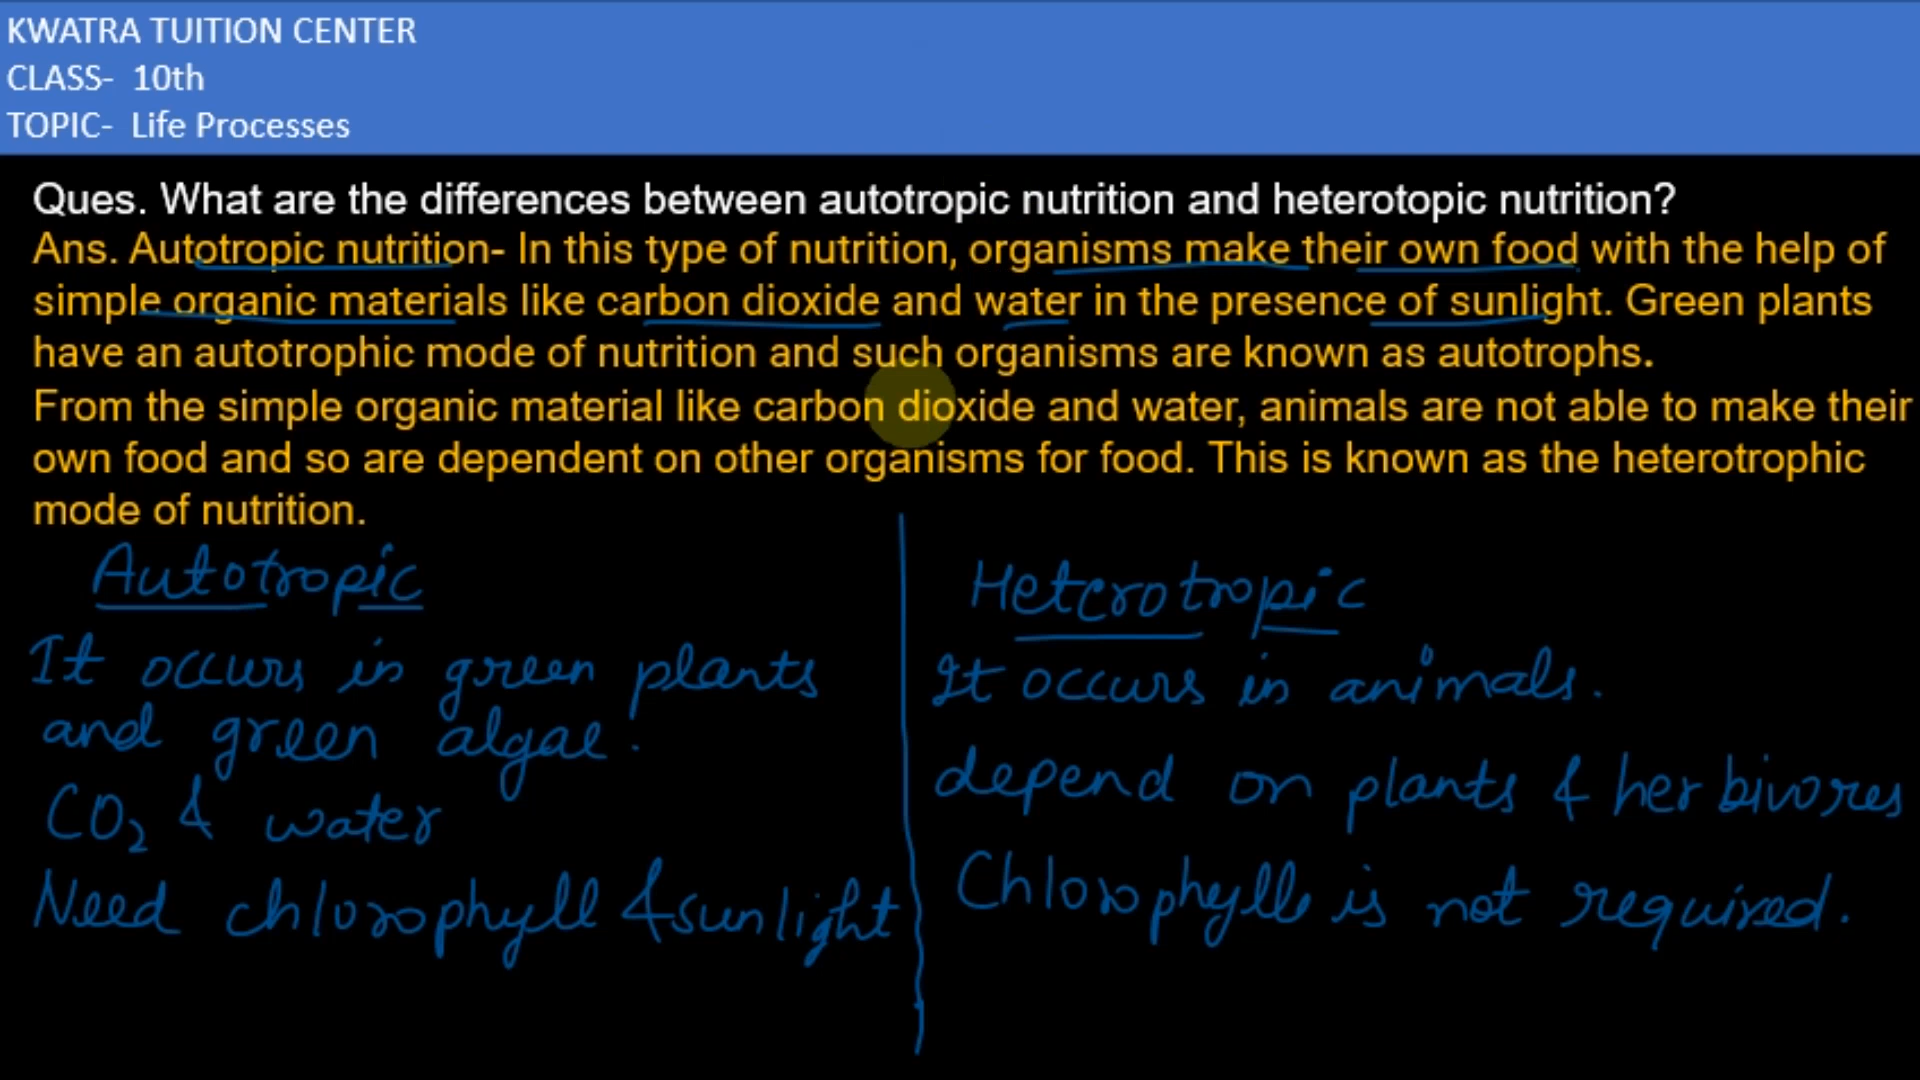 KWATRA TUITION CENTER
CLASS- 10th
TOPIC- Life Processes
Ques. What are the differences between autotropic nutrition and heterotopic nutrition?
Ans. Autotropic nutrition- In this type of nutrition, organisms make their own food with the help of
simple organic materials like carbon dioxide and water in the presence of sunlight. Green plants
have an autotrophic mode of nutrition and such organisms are known as autotrophs.
From the simple organic material like carbon dioxide and water, animals are not able to make their
own food and so are dependent on other organisms for food. This is known as the heterotrophic
mode of nutrition.
Autotropic
It occurs in green plants
and green algae.
CO₂ & water
Need chlorophyll & sunlight
Heterotropic
It occurs in animals.
depend on plants & herbivores
Chlorophyll is not required.